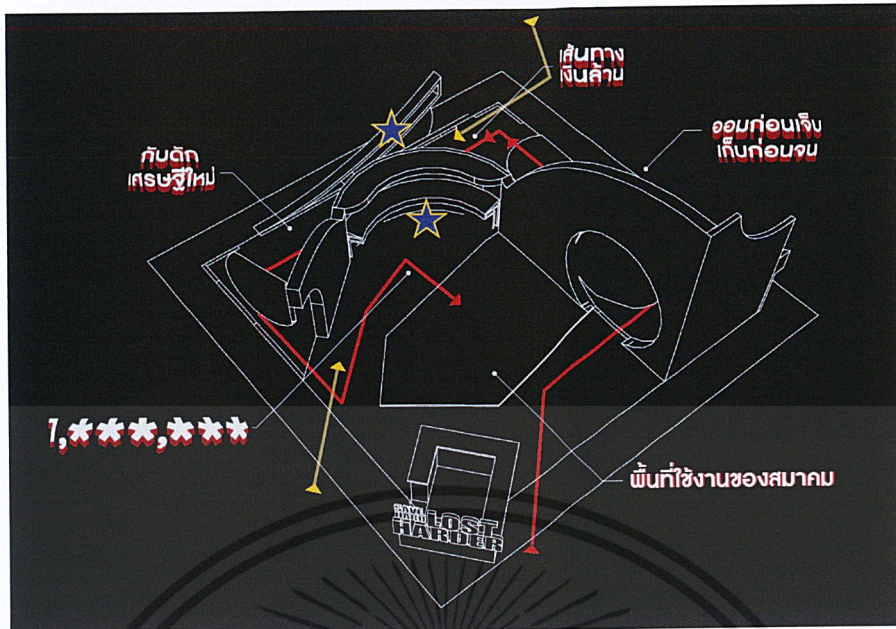 เส้นทาง
เงินล้าน
ออมก่อนเจ็บ
เก็บก่อนจน
กับดัก
เศรษฐีใหม่
1,***,***
พื้นที่ใช้งานของสมาคม
LOST
HARDER